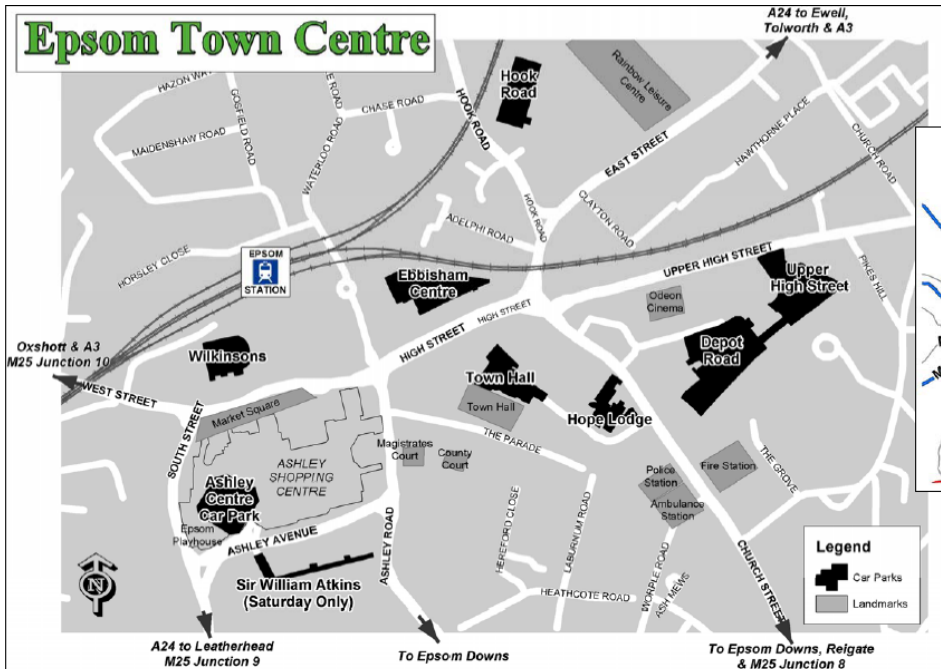 Epsom Town Centre
A24 to Ewell,
Tolworth & A3
HAZON WA
GOSFIELD ROAD
E ROAD
CHASE ROAD
HOOK ROAD
Hook
Road
Rainbow Leisure
Centre
MAIDENSHAW ROAD
WATERLOO ROAD
EAST STREET
HAWTHORNE PLACE
CHURCH ROAD
HOOK ROAD
CLAYTON ROAD
ADELPHI ROAD
HORSLEY CLOSE
EPSOM
STATION
UPPER HIGH STREET
Upper
High Street
PIKES HILL
Ebbisham
Centre
Odeon
Cinema
HIGH STREET
HIGH STREET
Oxshott & A3
M25 Junction 10
Wilkinsons
Depot
Road
WEST STREET
Town Hall
Town Hall
Hope Lodge
Market Square
SOUTH STREET
THE PARADE
Magistrates
Court
County
Court
ASHLEY
SHOPPING
CENTRE
Ashley
Centre
Car Park
Police
Station
Fire Station
THE GROVE
Ambulance
Station
Epsom
Playhouse
ASHLEY AVENUE
ASHLEY ROAD
HEREFORD CLOSE
LABURNUM ROAD
Sir William Atkins
(Saturday Only)
HEATHCOTE ROAD
WORPLE ROAD
ASH MEWS
CHURCH STREET
N
Legend
Car Parks
Landmarks
A24 to Leatherhead
M25 Junction 9
To Epsom Downs
To Epsom Downs, Reigate
& M25 Junction 8